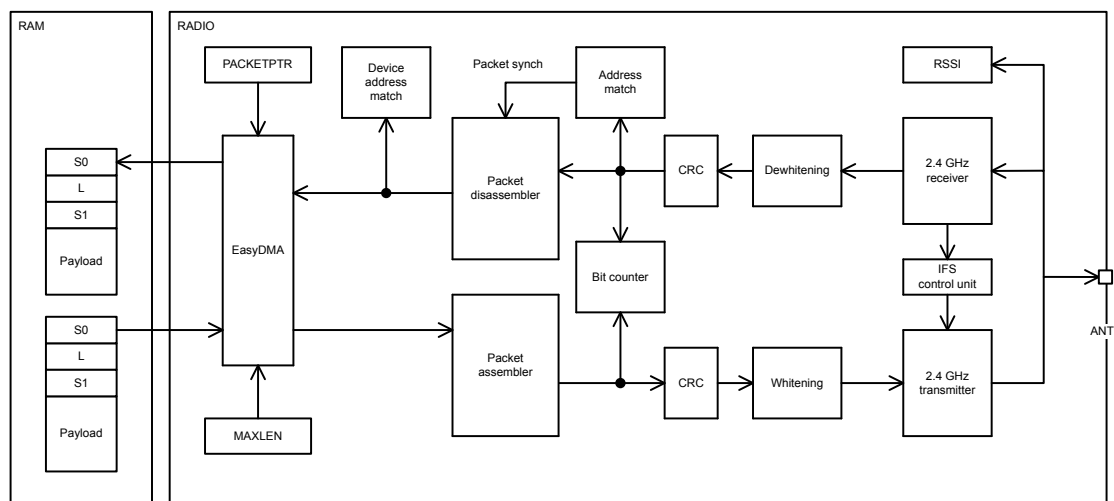 RAM
RADIO
PACKETPTR
Device
address
match
Packet synch
Address
match
RSSI
S0
L
S1
Payload
EasyDMA
Packet
disassembler
CRC
Dewhitening
2.4 GHz
receiver
Bit counter
IFS
control unit
ANT
S0
L
S1
Payload
Packet
assembler
CRC
Whitening
2.4 GHz
transmitter
MAXLEN